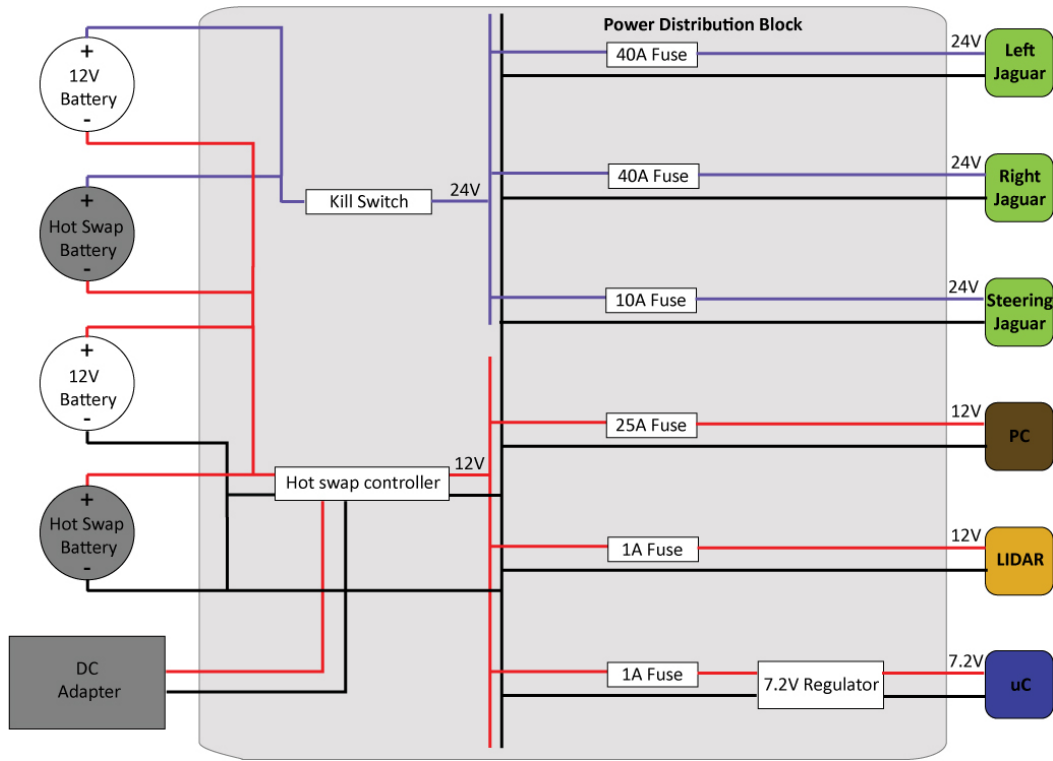 Power Distribution Block
+
12V
Battery
-
40A Fuse
24V
Left
Jaguar
+
Hot Swap
Battery
-
Kill Switch
24V
40A Fuse
24V
Right
Jaguar
10A Fuse
24V
Steering
Jaguar
+
12V
Battery
-
25A Fuse
12V
PC
+
Hot Swap
Battery
-
Hot swap controller
12V
1A Fuse
12V
LIDAR
DC
Adapter
1A Fuse
7.2V Regulator
7.2V
uC